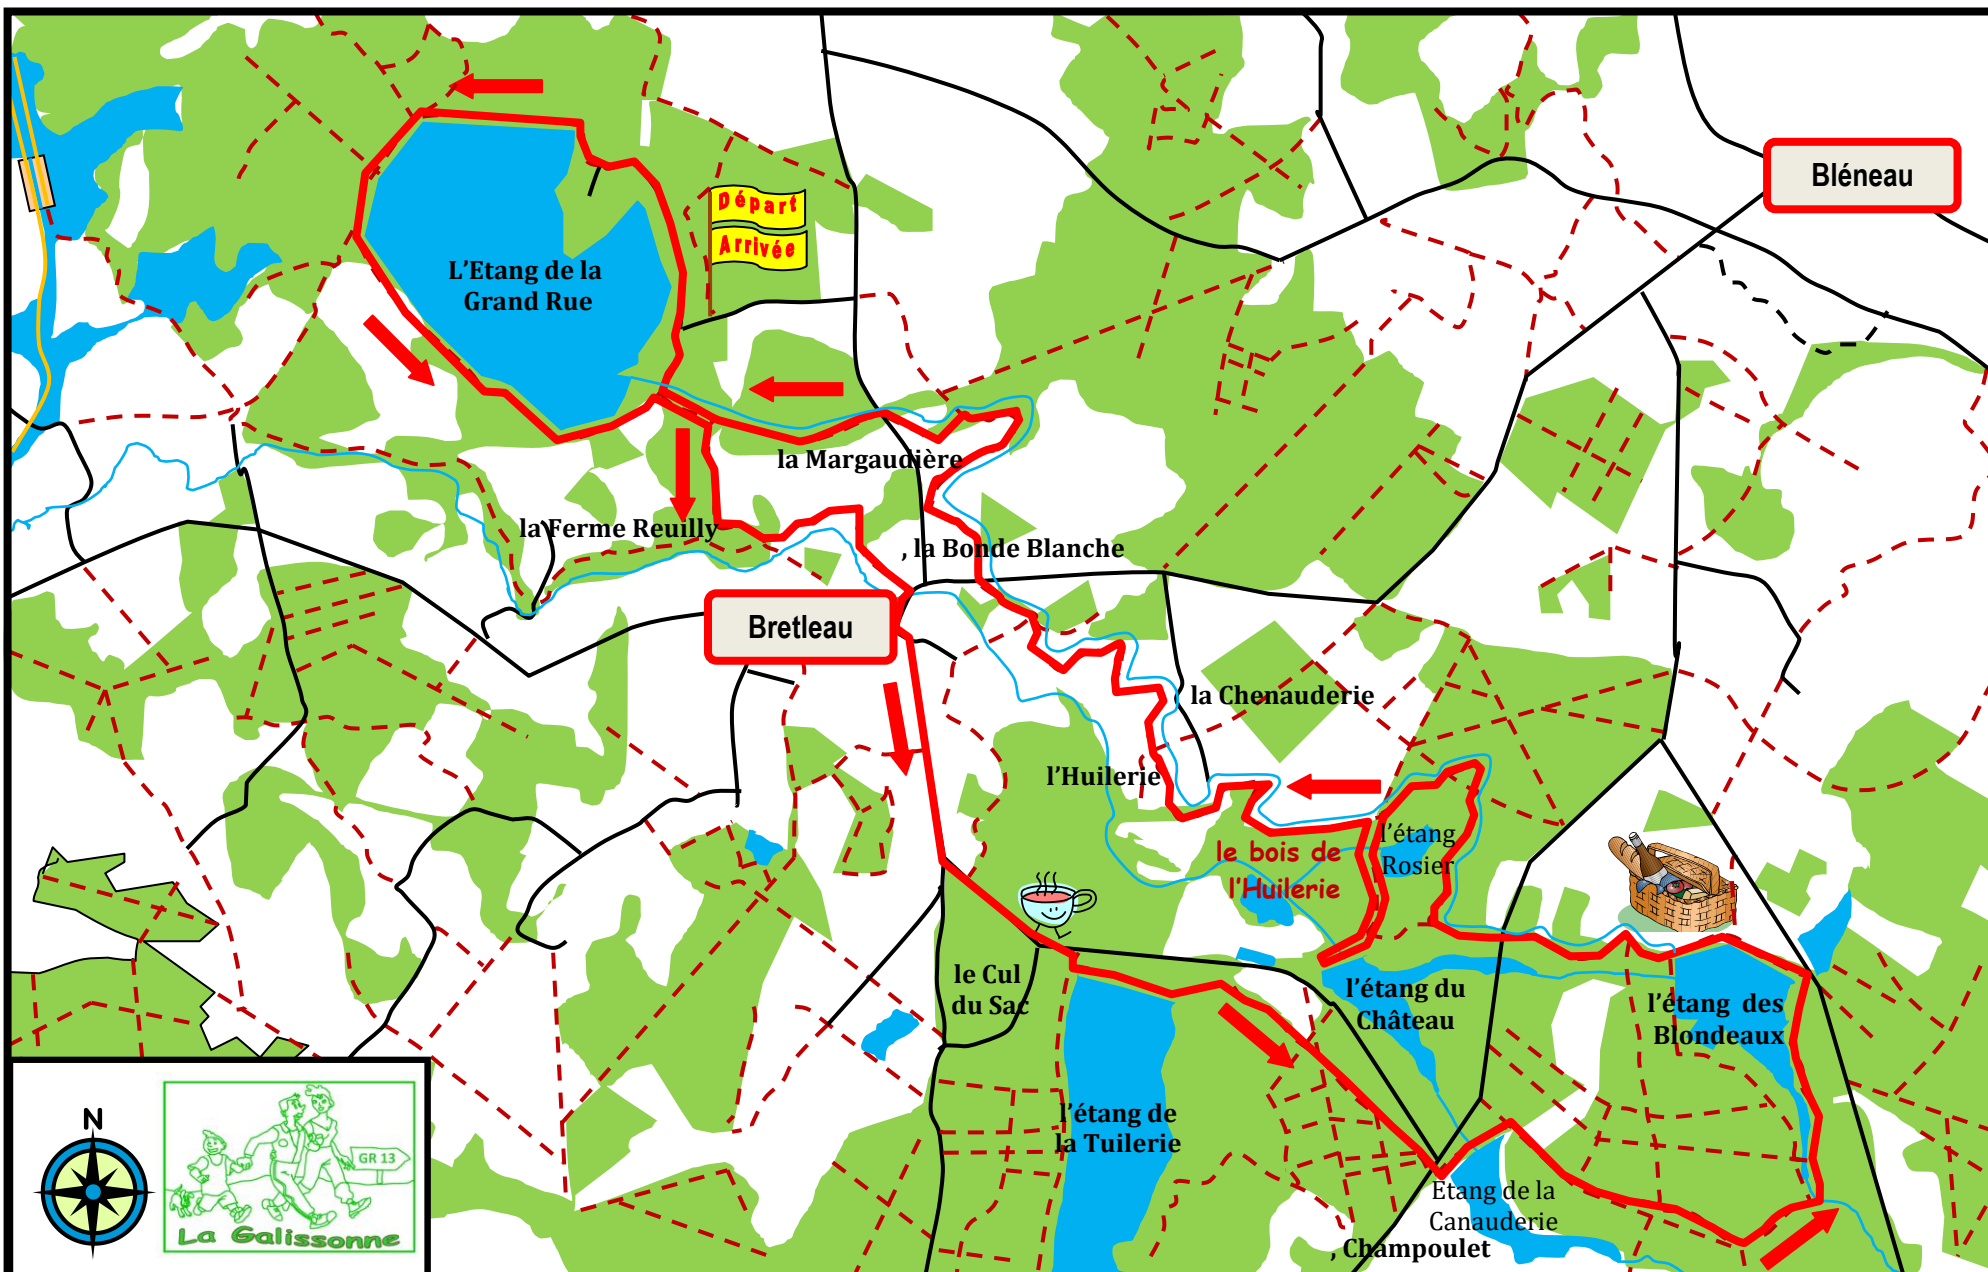 Bléneau
Départ
Arrivée
L'Etang de la
Grand Rue
la Margaudière
la Ferme Reuilly
, la Bonde Blanche
Bretleau
la Chenauderie
l'Huilerie
l'étang
Rosier
le bois de
l'Huilerie
le Cul
du Sac
l'étang du
Château
l'étang des
Blondeaux
l'étang de
la Tuilerie
Etang de la
Canauderie
, Champoulet
N
GR 13
La Galissonne